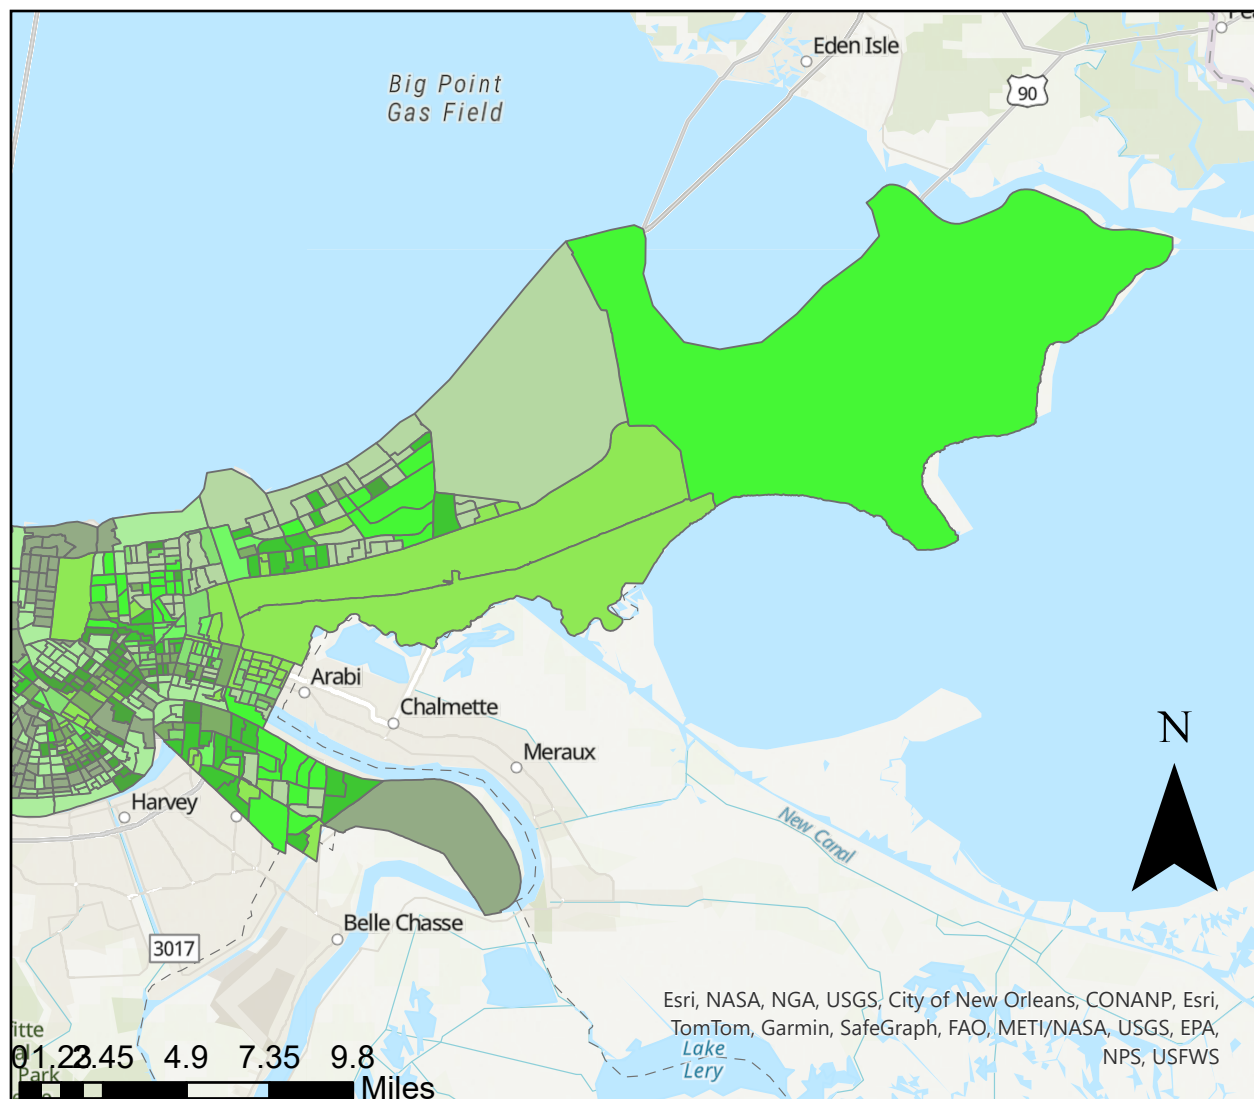 Eden Isle
Big Point
Gas Field
90
Arabi
Chalmette
Meraux
N
Harvey
New Canal
Belle Chasse
3017
Esri, NASA, NGA, USGS, City of New Orleans, CONANP, Esri,
TomTom, Garmin, SafeGraph, FAO, METI/NASA, USGS, EPA,
NPS, USFWS
Lake
Lery
Park
4.9 7.35 9.8
Miles